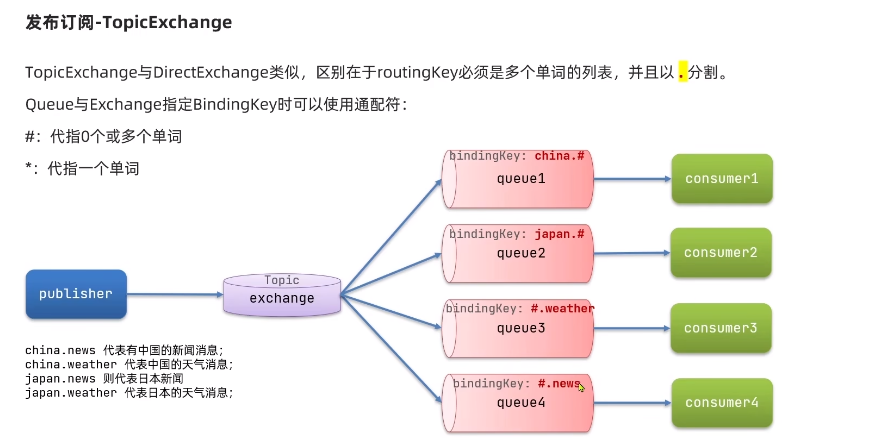 发布订阅-TopicExchange
TopicExchange与DirectExchange类似，区别在于routingKey必须是多个单词的列表，并且以 . 分割。
Queue与Exchange指定BindingKey时可以使用通配符：
#：代指0个或多个单词
*：代指一个单词
bindingKey: china.#
queue1
consumer1
bindingKey: japan.#
queue2
consumer2
publisher
Topic
exchange
bindingKey: #.weather
queue3
consumer3
bindingKey: #.news
queue4
consumer4
china.news 代表有中国的新闻消息;
china.weather 代表中国的天气消息;
japan.news 则代表日本新闻
japan.weather 代表日本的天气消息;